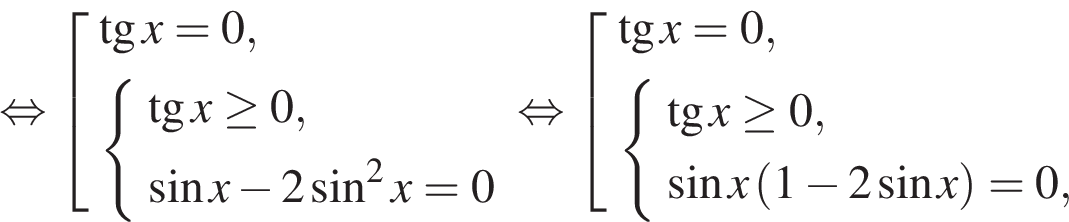 ⇔ [ tg x = 0, { tg x ≥ 0, sin x − 2 sin² x = 0 ⇔ [ tg x = 0, { tg x ≥ 0, sin x (1 − 2 sin x) = 0,